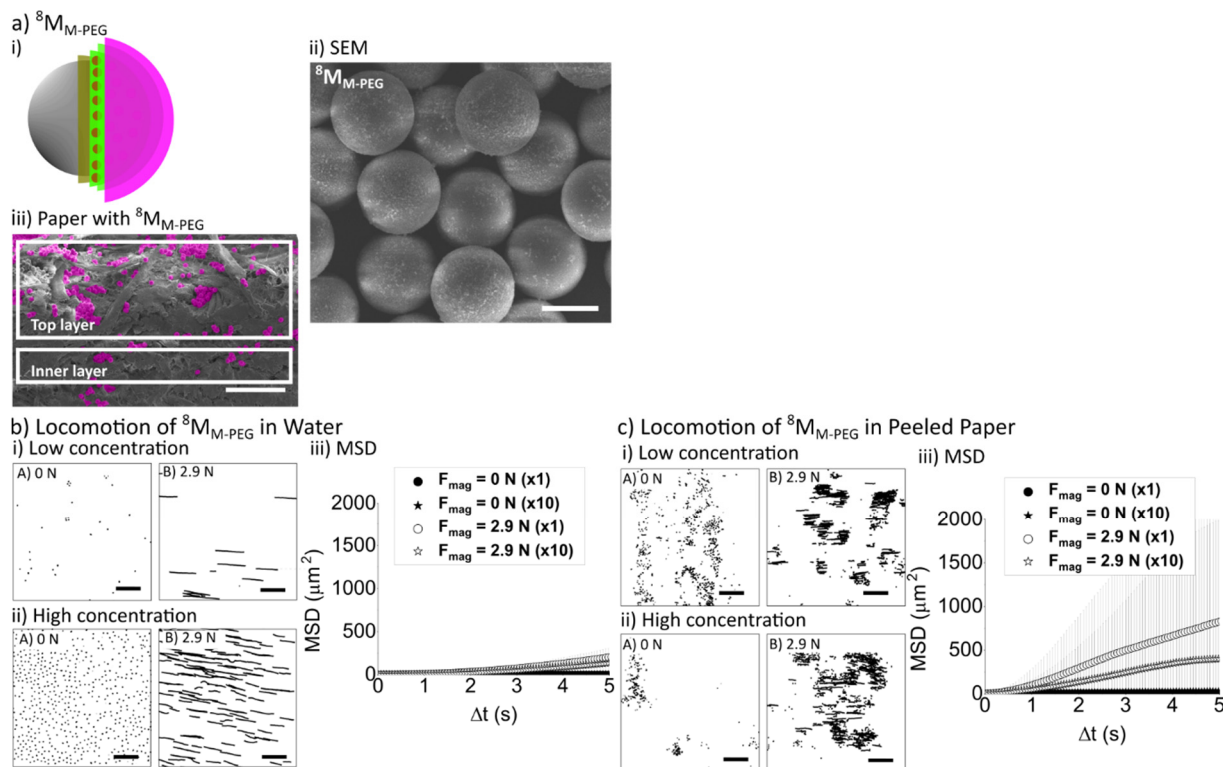 a) ⁸M_M-PEG
i)
ii) SEM
⁸M_M-PEG
iii) Paper with ⁸M_M-PEG
Top layer
Inner layer
b) Locomotion of ⁸M_M-PEG in Water
i) Low concentration
A) 0 N
B) 2.9 N
ii) High concentration
A) 0 N
B) 2.9 N
iii) MSD
F_mag = 0 N (x1)
F_mag = 0 N (x10)
F_mag = 2.9 N (x1)
F_mag = 2.9 N (x10)
2000
1500
1000
500
0
MSD (μm²)
0 1 2 3 4 5
Δt (s)
c) Locomotion of ⁸M_M-PEG in Peeled Paper
i) Low concentration
A) 0 N
B) 2.9 N
ii) High concentration
A) 0 N
B) 2.9 N
iii) MSD
F_mag = 0 N (x1)
F_mag = 0 N (x10)
F_mag = 2.9 N (x1)
F_mag = 2.9 N (x10)
2000
1500
1000
500
0
MSD (μm²)
0 1 2 3 4 5
Δt (s)